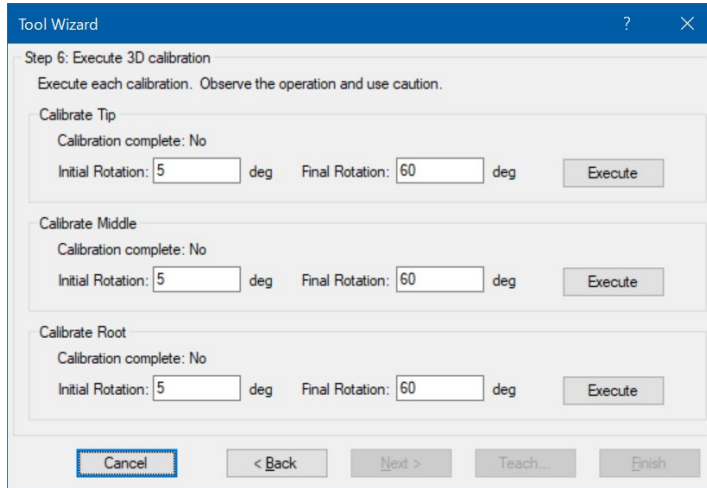 Tool Wizard ?
Step 6: Execute 3D calibration
Execute each calibration. Observe the operation and use caution.
Calibrate Tip
Calibration complete: No
Initial Rotation: 5 deg Final Rotation: 60 deg Execute
Calibrate Middle
Calibration complete: No
Initial Rotation: 5 deg Final Rotation: 60 deg Execute
Calibrate Root
Calibration complete: No
Initial Rotation: 5 deg Final Rotation: 60 deg Execute
Cancel < Back Next > Teach... Finish